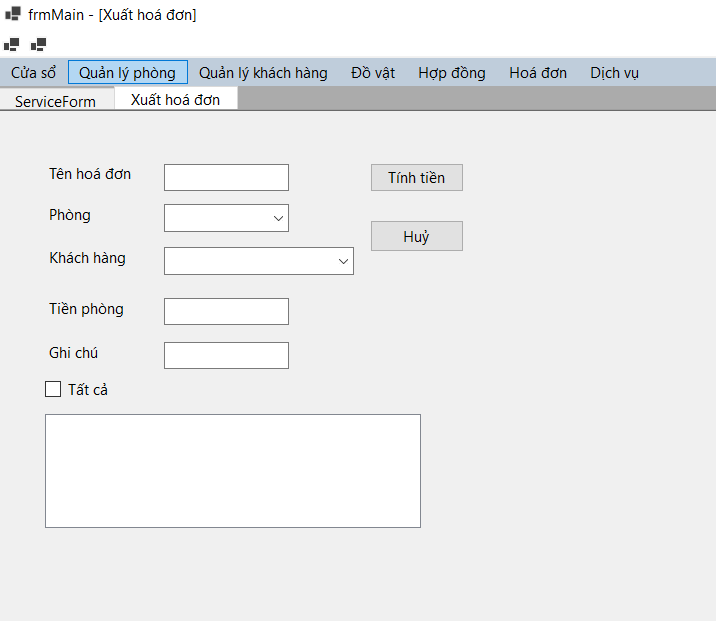 frmMain - [Xuất hoá đơn]
Cửa sổ Quản lý phòng Quản lý khách hàng Đồ vật Hợp đồng Hoá đơn Dịch vụ
ServiceForm Xuất hoá đơn
Tên hoá đơn Tính tiền
Phòng
Huỷ
Khách hàng
Tiền phòng
Ghi chú
Tất cả